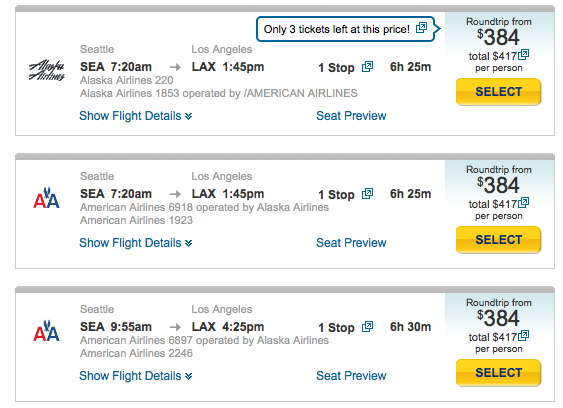 Only 3 tickets left at this price!
Roundtrip from
$384
total $417
per person
SELECT
Seattle Los Angeles
Alaska Airlines
SEA 7:20am → LAX 1:45pm 1 Stop 6h 25m
Alaska Airlines 220
Alaska Airlines 1853 operated by /AMERICAN AIRLINES
Show Flight Details Seat Preview
Roundtrip from
$384
total $417
per person
SELECT
Seattle Los Angeles
AA
SEA 7:20am → LAX 1:45pm 1 Stop 6h 25m
American Airlines 6918 operated by Alaska Airlines
American Airlines 1923
Show Flight Details Seat Preview
Roundtrip from
$384
total $417
per person
SELECT
Seattle Los Angeles
AA
SEA 9:55am → LAX 4:25pm 1 Stop 6h 30m
American Airlines 6897 operated by Alaska Airlines
American Airlines 2246
Show Flight Details Seat Preview